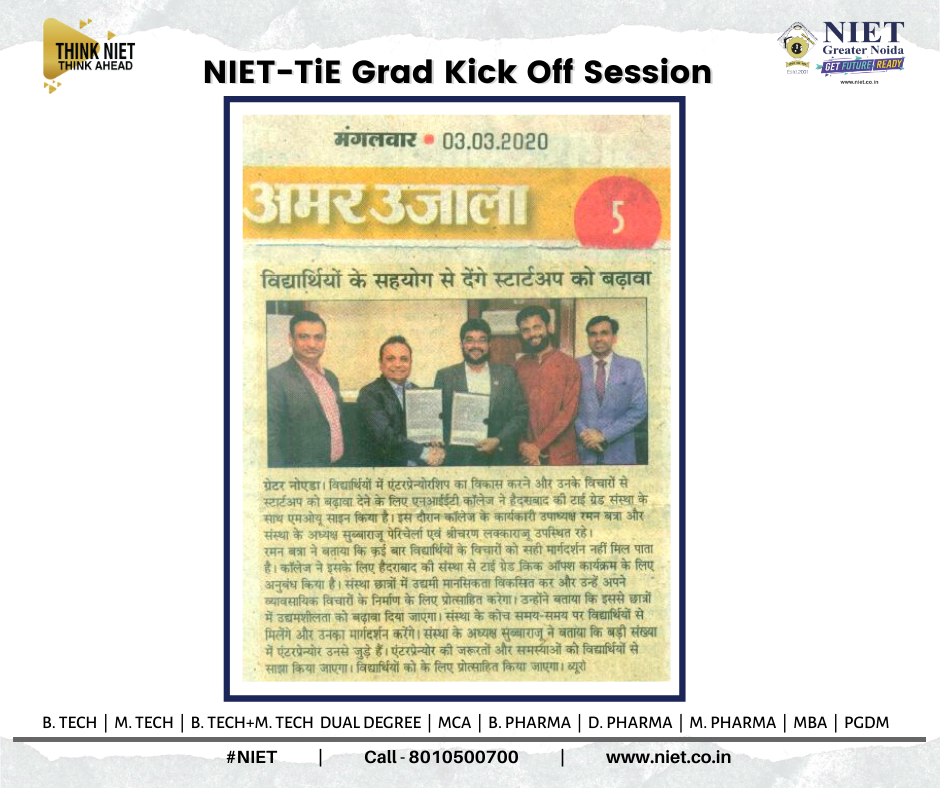 THINK NIET
THINK AHEAD
NIET
Greater Noida
GET FUTURE READY
Estd.2001
www.niet.co.in
NIET-TiE Grad Kick Off Session
मंगलवार • 03.03.2020
अमर उजाला
5
विद्यार्थियों के सहयोग से देंगे स्टार्टअप को बढ़ावा
ग्रेटर नोएडा। विद्यार्थियों में एंटरप्रेन्योरशिप का विकास करने और उनके विचारों से
स्टार्टअप को बढ़ावा देने के लिए एनआईईटी कॉलेज ने हैदराबाद की टाई ग्रेड संस्था के
साथ एमओयू साइन किया है। इस दौरान कॉलेज के कार्यकारी उपाध्यक्ष रमन बत्रा और
संस्था के अध्यक्ष सुब्बाराजू पेरिचेर्ला एवं श्रीचरण लक्काराजू उपस्थित रहे।
रमन बत्रा ने बताया कि कई बार विद्यार्थियों के विचारों को सही मार्गदर्शन नहीं मिल पाता
है। कॉलेज ने इसके लिए हैदराबाद की संस्था से टाई ग्रेड किक ऑफ्श कार्यक्रम के लिए
अनुबंध किया है। संस्था छात्रों में उद्यमी मानसिकता विकसित कर और उन्हें अपने
व्यावसायिक विचारों के निर्माण के लिए प्रोत्साहित करेगा। उन्होंने बताया कि इससे छात्रों
में उद्यमशीलता को बढ़ावा दिया जाएगा। संस्था के कोच समय-समय पर विद्यार्थियों से
मिलेंगे और उनका मार्गदर्शन करेंगे। संस्था के अध्यक्ष सुब्बाराजू ने बताया कि बड़ी संख्या
में एंटरप्रेन्योर उनसे जुड़ें हैं। एंटरप्रेन्योर की जरूरतों और समस्याओं को विद्यार्थियों से
साझा किया जाएगा। विद्यार्थियों को के लिए प्रोत्साहित किया जाएगा। ब्यूरो
B. TECH | M. TECH | B. TECH+M. TECH DUAL DEGREE | MCA | B. PHARMA | D. PHARMA | M. PHARMA | MBA | PGDM
#NIET | Call - 8010500700 | www.niet.co.in